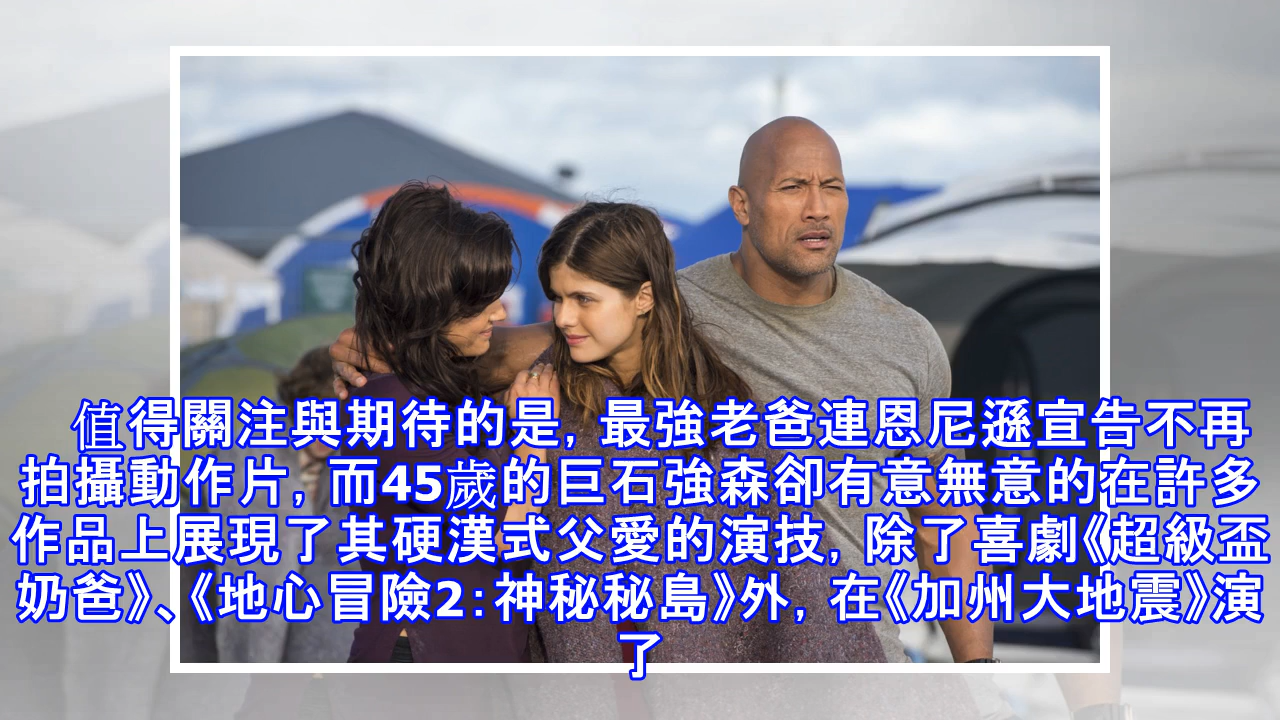 值得關注與期待的是, 最強老爸連恩尼遜宣告不再
拍攝動作片, 而45歲的巨石強森卻有意無意的在許多
作品上展現了其硬漢式父愛的演技, 除了喜劇《超級盃
奶爸》、《地心冒險2:神秘秘島》外, 在《加州大地震》演
了